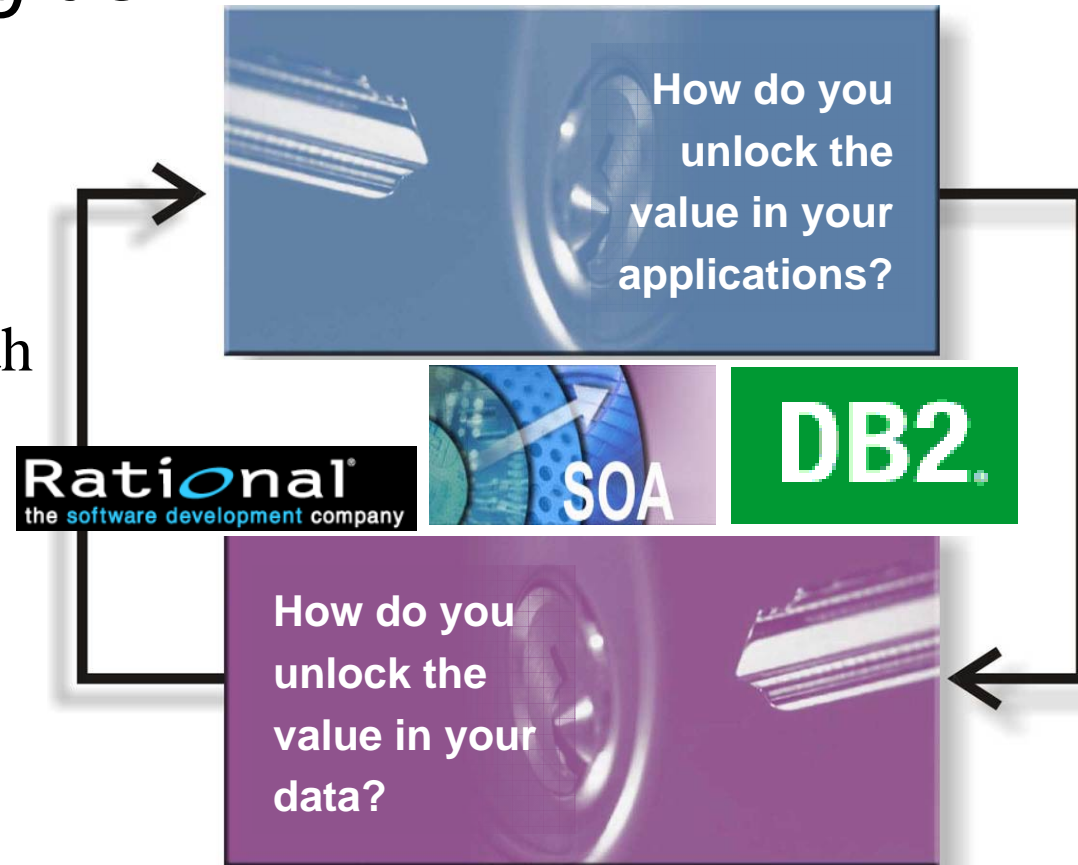 How do you
unlock the
value in your
applications?
Rational®
the software development company
SOA
DB2.
How do you
unlock the
value in your
data?